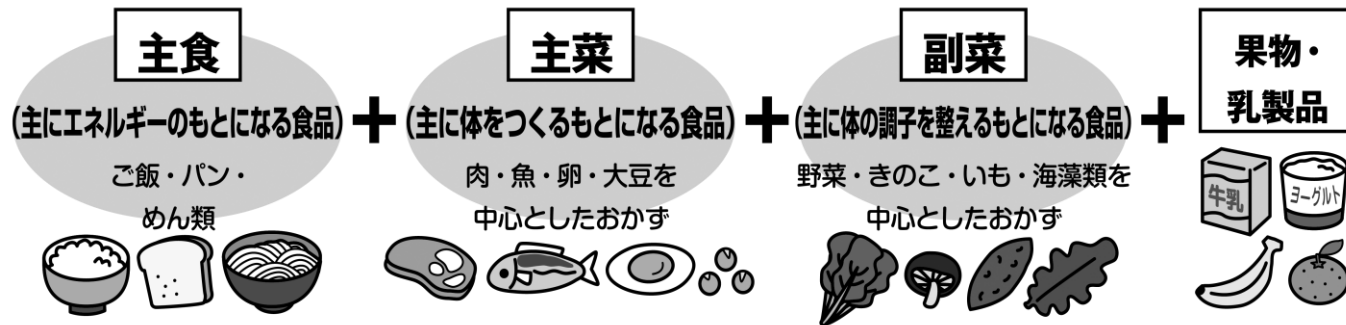 主食
(主にエネルギーのもとになる食品)
ご飯・パン・
めん類
+
主菜
(主に体をつくるもとになる食品)
肉・魚・卵・大豆を
中心としたおかず
+
副菜
(主に体の調子を整えるもとになる食品)
野菜・きのこ・いも・海藻類を
中心としたおかず
+
果物・
乳製品
牛乳
ヨーグルト